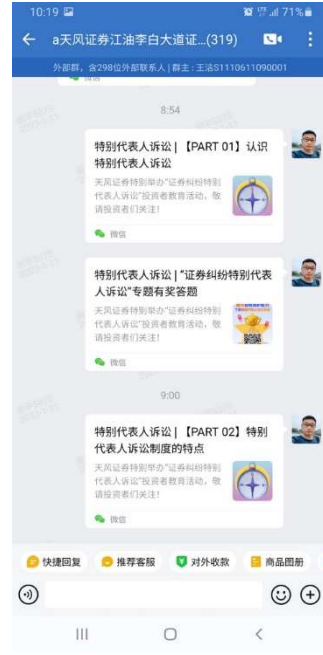 10:19
71%
a天风证券江油李白大道证...(319)
外部群，含298位外部联系人 | 群主：王洁S1110611090001
微信
8:54
特别代表人诉讼 | 【PART 01】认识
特别代表人诉讼
天风证券特别举办“证券纠纷特别
代表人诉讼”投资者教育活动，敬
请投资者们关注！
微信
特别代表人诉讼 | “证券纠纷特别代表
人诉讼”专题有奖答题
天风证券特别举办“证券纠纷特别
代表人诉讼”投资者教育活动，敬
请投资者们关注！
微信
9:00
特别代表人诉讼 | 【PART 02】特别
代表人诉讼制度的特点
天风证券特别举办“证券纠纷特别
代表人诉讼”投资者教育活动，敬
请投资者们关注！
微信
快捷回复
推荐客服
对外收款
商品图册